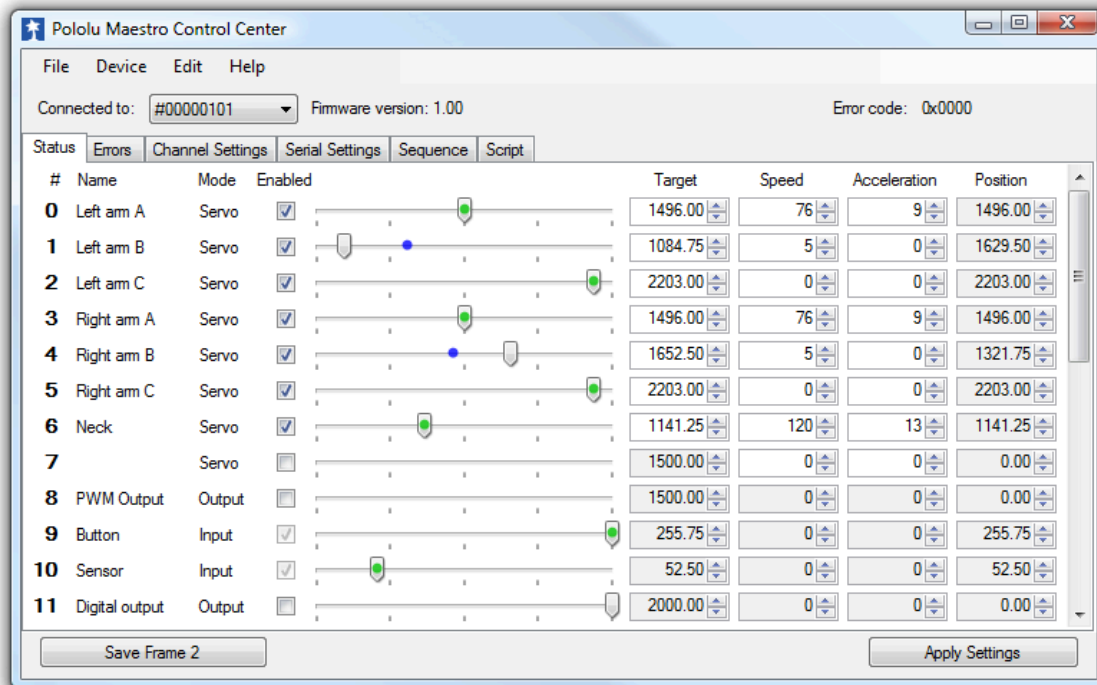 Pololu Maestro Control Center
File Device Edit Help
Connected to: #00000101 Firmware version: 1.00 Error code: 0x0000
Status Errors Channel Settings Serial Settings Sequence Script
# Name Mode Enabled Target Speed Acceleration Position
0 Left arm A Servo 1496.00 76 9 1496.00
1 Left arm B Servo 1084.75 5 0 1629.50
2 Left arm C Servo 2203.00 0 0 2203.00
3 Right arm A Servo 1496.00 76 9 1496.00
4 Right arm B Servo 1652.50 5 0 1321.75
5 Right arm C Servo 2203.00 0 0 2203.00
6 Neck Servo 1141.25 120 13 1141.25
7 Servo 1500.00 0 0 0.00
8 PWM Output Output 1500.00 0 0 0.00
9 Button Input 255.75 0 0 255.75
10 Sensor Input 52.50 0 0 52.50
11 Digital output Output 2000.00 0 0 0.00
Save Frame 2 Apply Settings